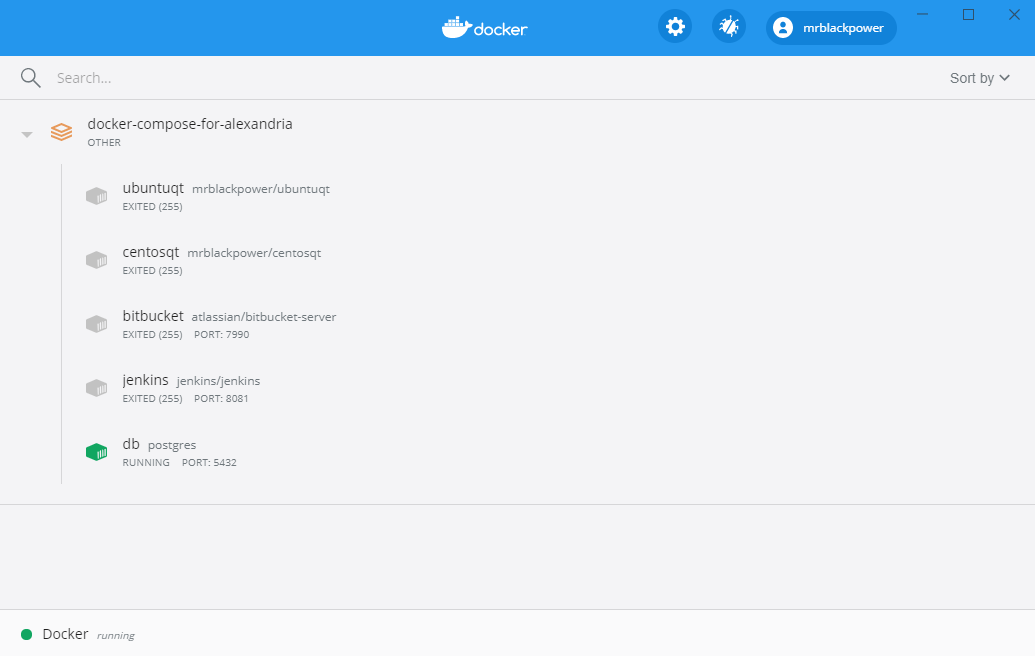 docker
mrblackpower
Search...
Sort by
docker-compose-for-alexandria
OTHER
ubuntuqt mrblackpower/ubuntuqt
EXITED (255)
centosqt mrblackpower/centosqt
EXITED (255)
bitbucket atlassian/bitbucket-server
EXITED (255) PORT: 7990
jenkins jenkins/jenkins
EXITED (255) PORT: 8081
db postgres
RUNNING PORT: 5432
Docker running